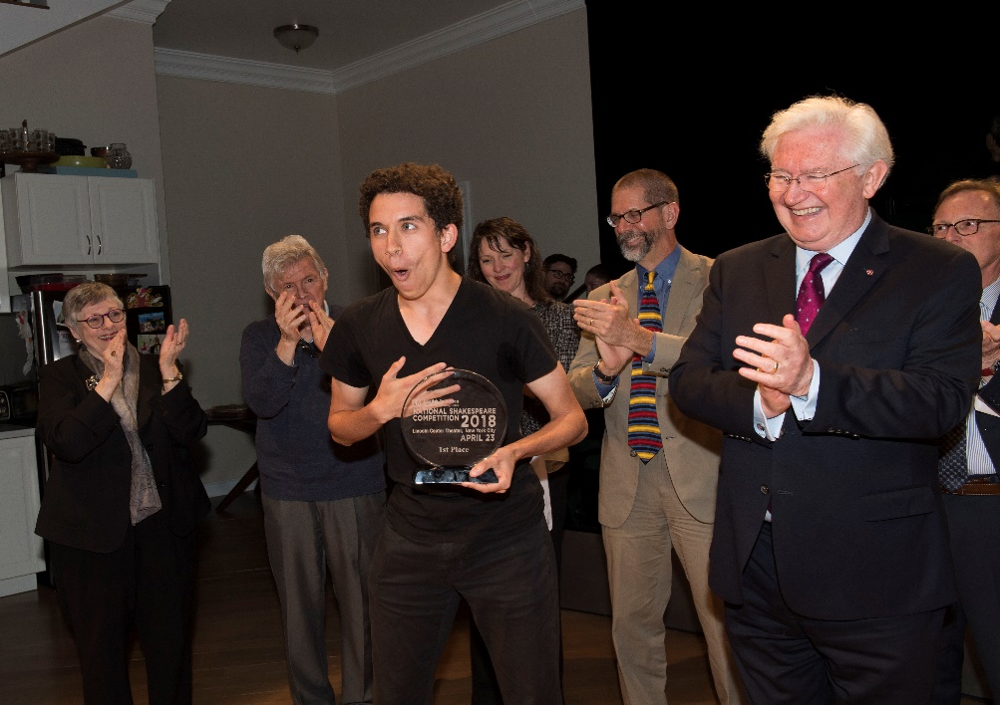 NATIONAL SHAKESPEARE
COMPETITION 2018
Lincoln Center Theater, New York City
APRIL 23
1st Place